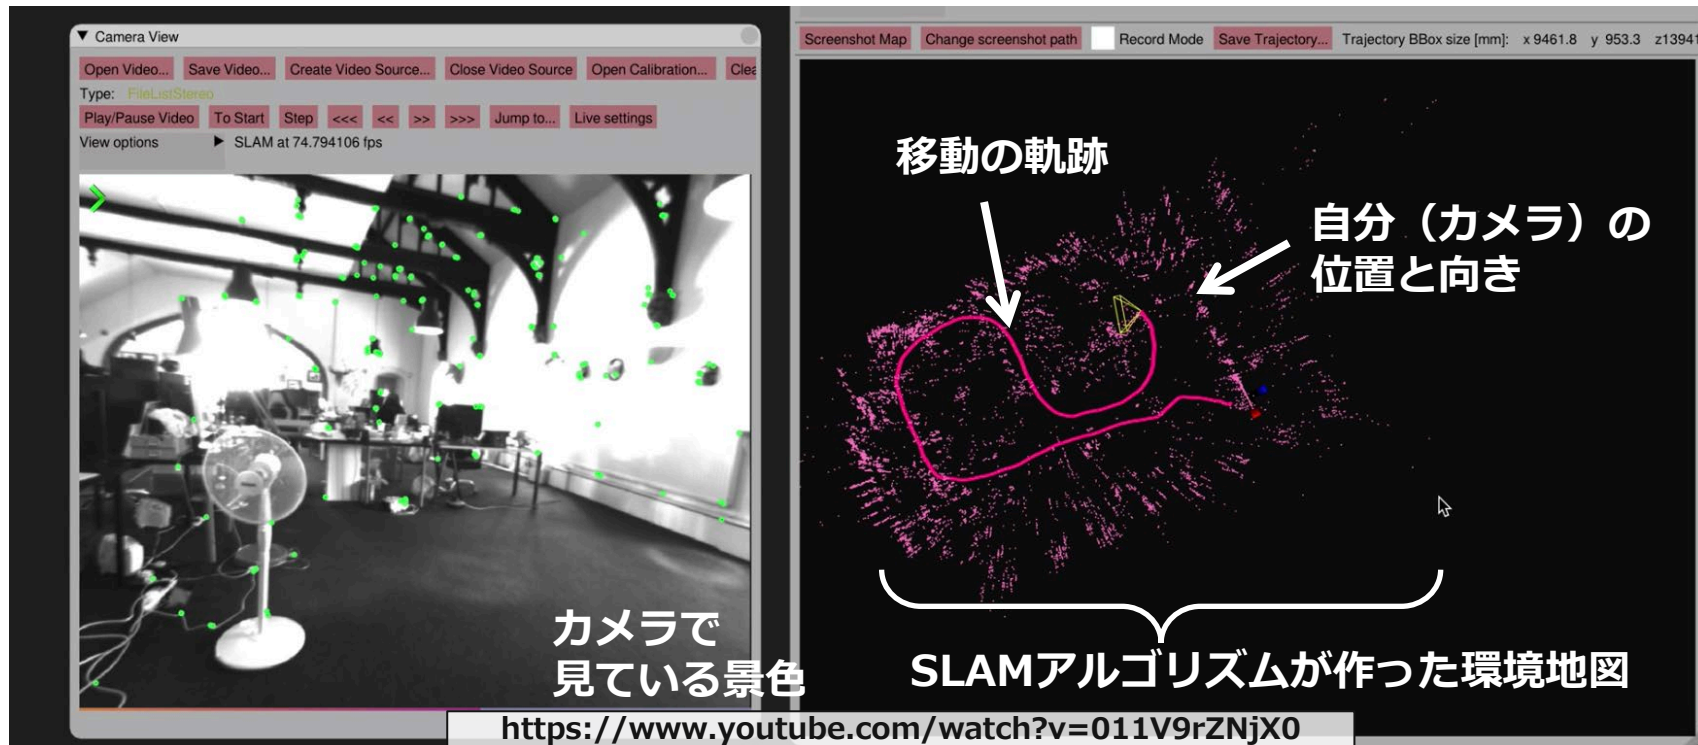 Camera View
Open Video... Save Video... Create Video Source... Close Video Source Open Calibration...
Type: FileListStereo
Play/Pause Video To Start Step <<< << >> >>> Jump to... Live settings
View options SLAM at 74.794106 fps
カメラで
見ている景色
Screenshot Map Change screenshot path Record Mode Save Trajectory... Trajectory BBox size [mm]: x 9461.8 y 953.3 z13941
移動の軌跡
自分（カメラ）の
位置と向き
SLAMアルゴリズムが作った環境地図
https://www.youtube.com/watch?v=011V9rZNjX0